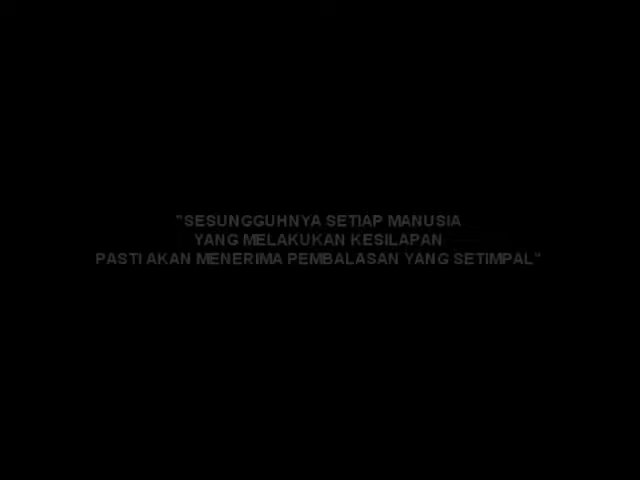 "SESUNGGUHNYA SETIAP MANUSIA
YANG MELAKUKAN KESILAPAN
PASTI AKAN MENERIMA PEMBALASAN YANG SETIMPAL"